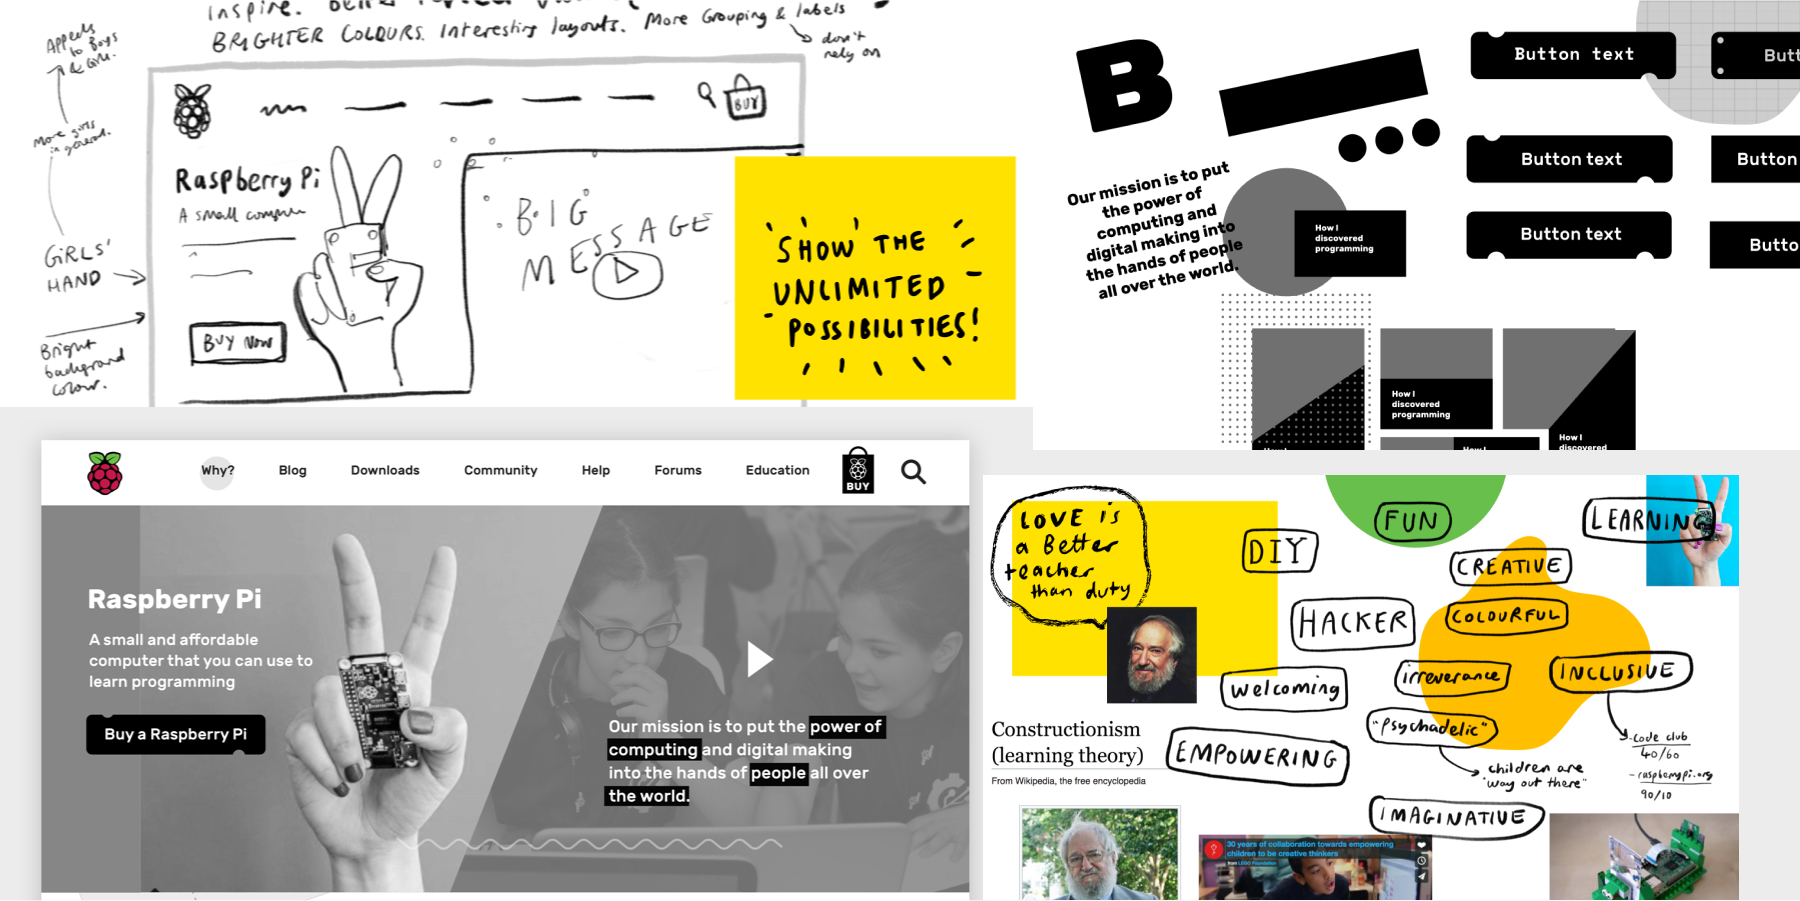 BRIGHTER COLOURS. Interesting layouts. More Grouping & labels
don't
rely on
Appeals
to Boys
& Girls.
More girls
in general.
GIRLS'
HAND
Bright
background
colour.
BUY
Raspberry Pi
A small computer
BUY NOW
BIG
MESSAGE
SHOW THE
UNLIMITED
POSSIBILITIES!
B
Our mission is to put
the power of
computing and
digital making into
the hands of people
all over the world.
How I
discovered
programming
Button text
Butt
Button text
Button
Button text
Butto
How I
discovered
programming
How I
discovered
Why?
Blog
Downloads
Community
Help
Forums
Education
BUY
Raspberry Pi
A small and affordable
computer that you can use to
learn programming
Buy a Raspberry Pi
Our mission is to put the power of
computing and digital making
into the hands of people all over
the world.
LOVE is
a Better
teacher
than duty
DIY
FUN
LEARNING
CREATIVE
HACKER
COLOURFUL
welcoming
irreverance
INCLUSIVE
"psychadelic"
EMPOWERING
children are
"way out there"
- code club
40/60
- raspberrypi.org
90/10
IMAGINATIVE
Constructionism
(learning theory)
From Wikipedia, the free encyclopedia
30 years of collaboration towards empowering
children to be creative thinkers
from LEGO Foundation